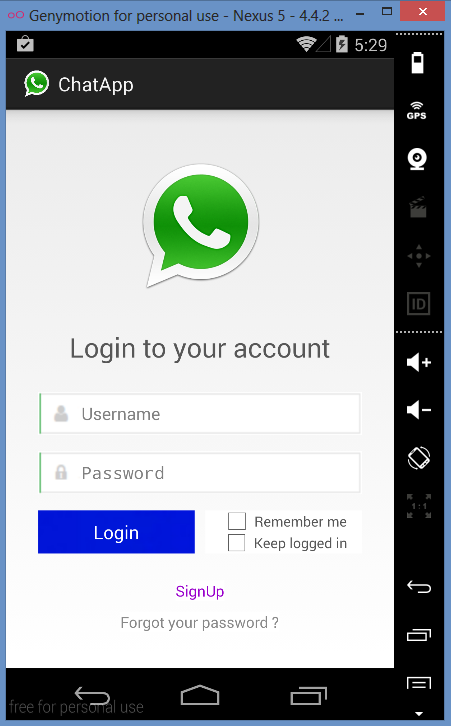 Genymotion for personal use - Nexus 5 - 4.4.2 ...
5:29
ChatApp
GPS
ID
Login to your account
Username
Password
Login
Remember me
Keep logged in
1:1
SignUp
Forgot your password ?
free for personal use